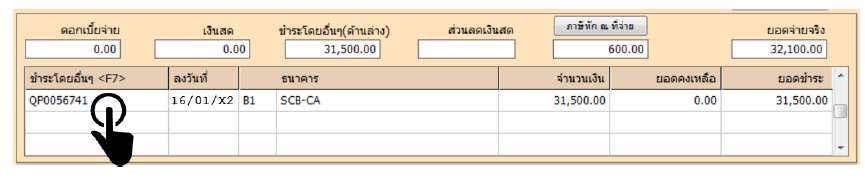 ดอกเบี้ยจ่าย เงินสด ชำระโดยอื่นๆ(ด้านล่าง) ส่วนลดเงินสด ภาษีหัก ณ ที่จ่าย ยอดจ่ายจริง
0.00 0.00 31,500.00 600.00 32,100.00
ชำระโดยอื่นๆ <F7> ลงวันที่ ธนาคาร จำนวนเงิน ยอดคงเหลือ ยอดชำระ
QP0056741 16/01/X2 B1 SCB-CA 31,500.00 0.00 31,500.00